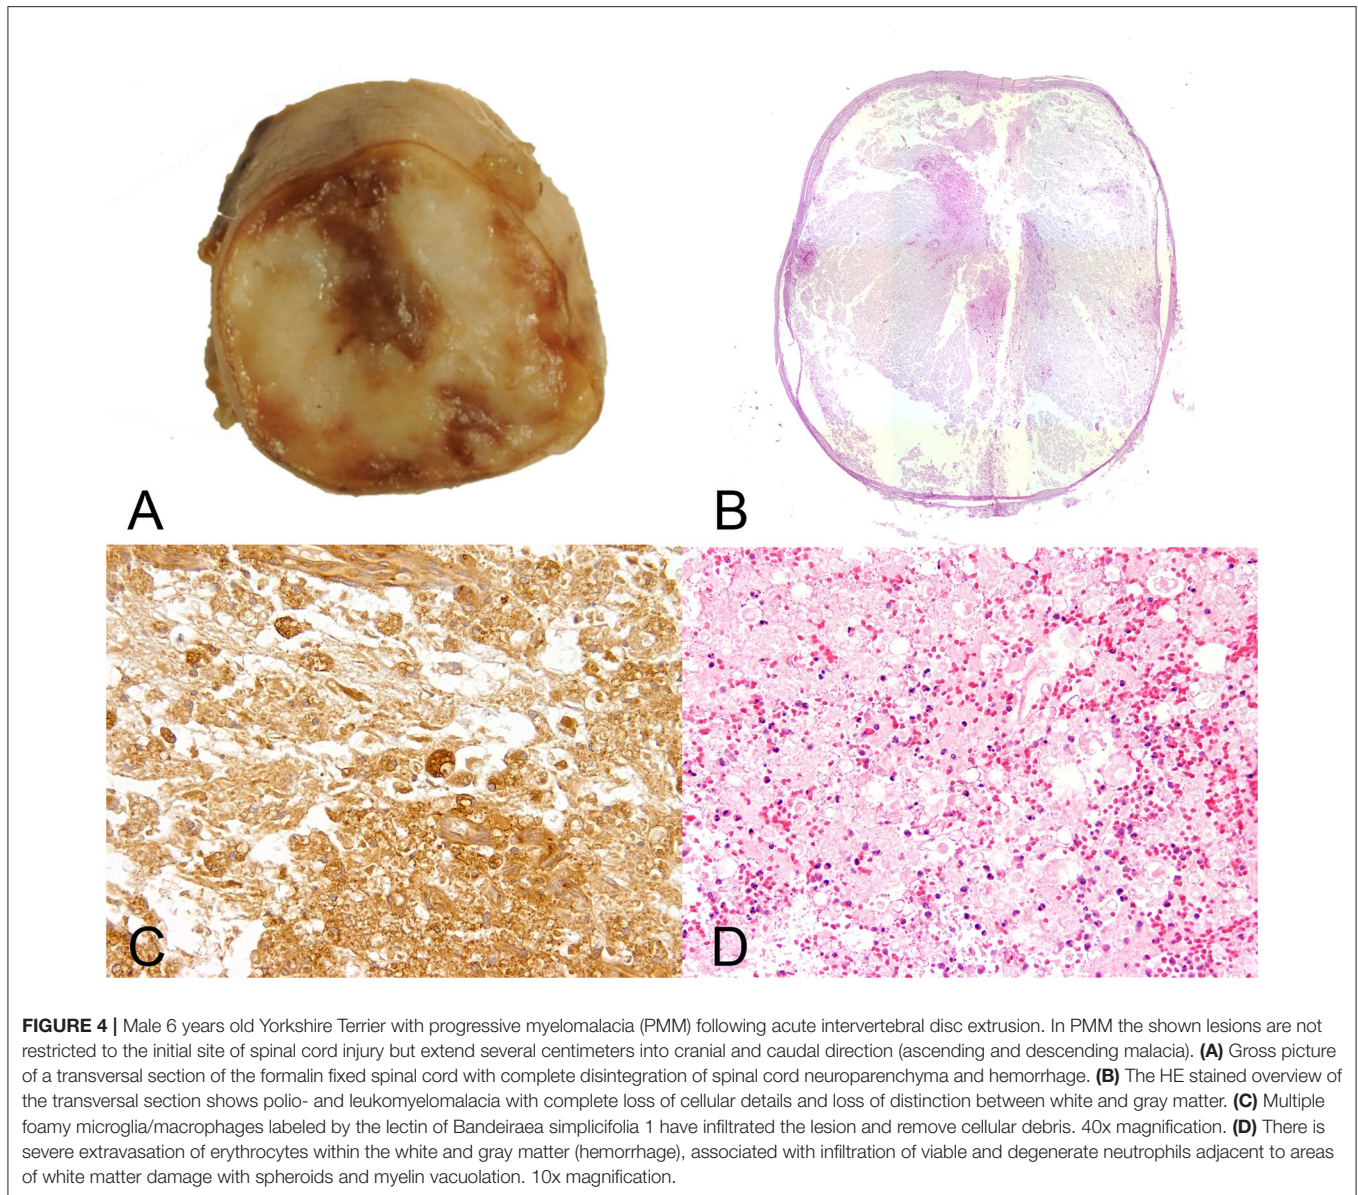 A
B
C
D
FIGURE 4 | Male 6 years old Yorkshire Terrier with progressive myelomalacia (PMM) following acute intervertebral disc extrusion. In PMM the shown lesions are not
restricted to the initial site of spinal cord injury but extend several centimeters into cranial and caudal direction (ascending and descending malacia). (A) Gross picture
of a transversal section of the formalin fixed spinal cord with complete disintegration of spinal cord neuroparenchyma and hemorrhage. (B) The HE stained overview of
the transversal section shows polio- and leukomyelomalacia with complete loss of cellular details and loss of distinction between white and gray matter. (C) Multiple
foamy microglia/macrophages labeled by the lectin of Bandeiraea simplicifolia 1 have infiltrated the lesion and remove cellular debris. 40x magnification. (D) There is
severe extravasation of erythrocytes within the white and gray matter (hemorrhage), associated with infiltration of viable and degenerate neutrophils adjacent to areas
of white matter damage with spheroids and myelin vacuolation. 10x magnification.